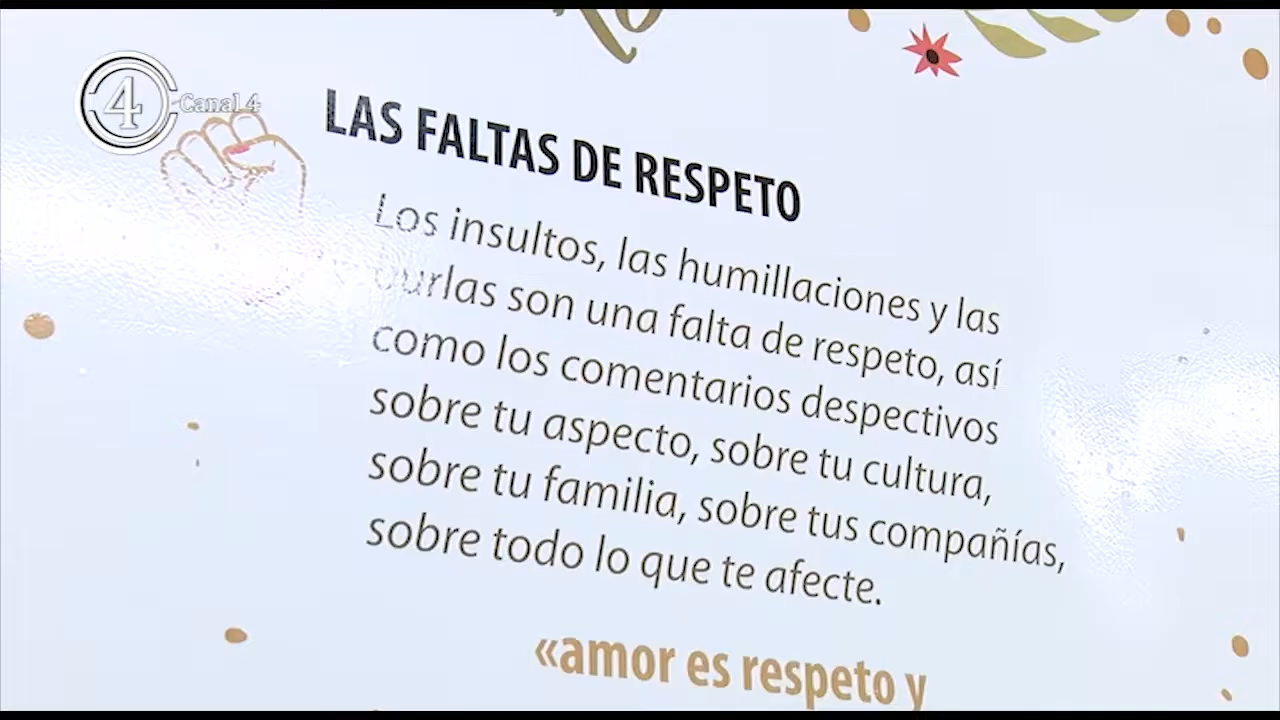 4 Canal 4
LAS FALTAS DE RESPETO
Los insultos, las humillaciones y las
burlas son una falta de respeto, así
como los comentarios despectivos
sobre tu aspecto, sobre tu cultura,
sobre tu familia, sobre tus compañías,
sobre todo lo que te afecte.
«amor es respeto y